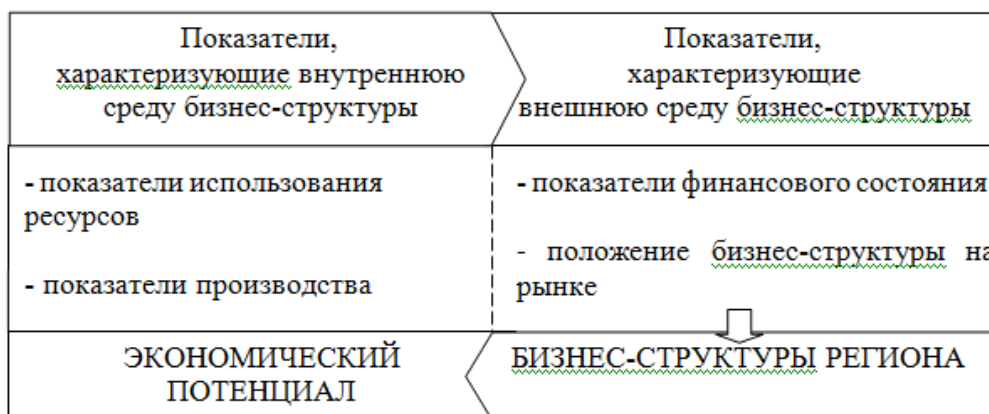 Показатели,
характеризующие внутреннюю
среду бизнес-структуры
Показатели,
характеризующие
внешнюю среду бизнес-структуры
- показатели использования
ресурсов
- показатели производства
- показатели финансового состояния
- положение бизнес-структуры на
рынке
ЭКОНОМИЧЕСКИЙ
ПОТЕНЦИАЛ
БИЗНЕС-СТРУКТУРЫ РЕГИОНА